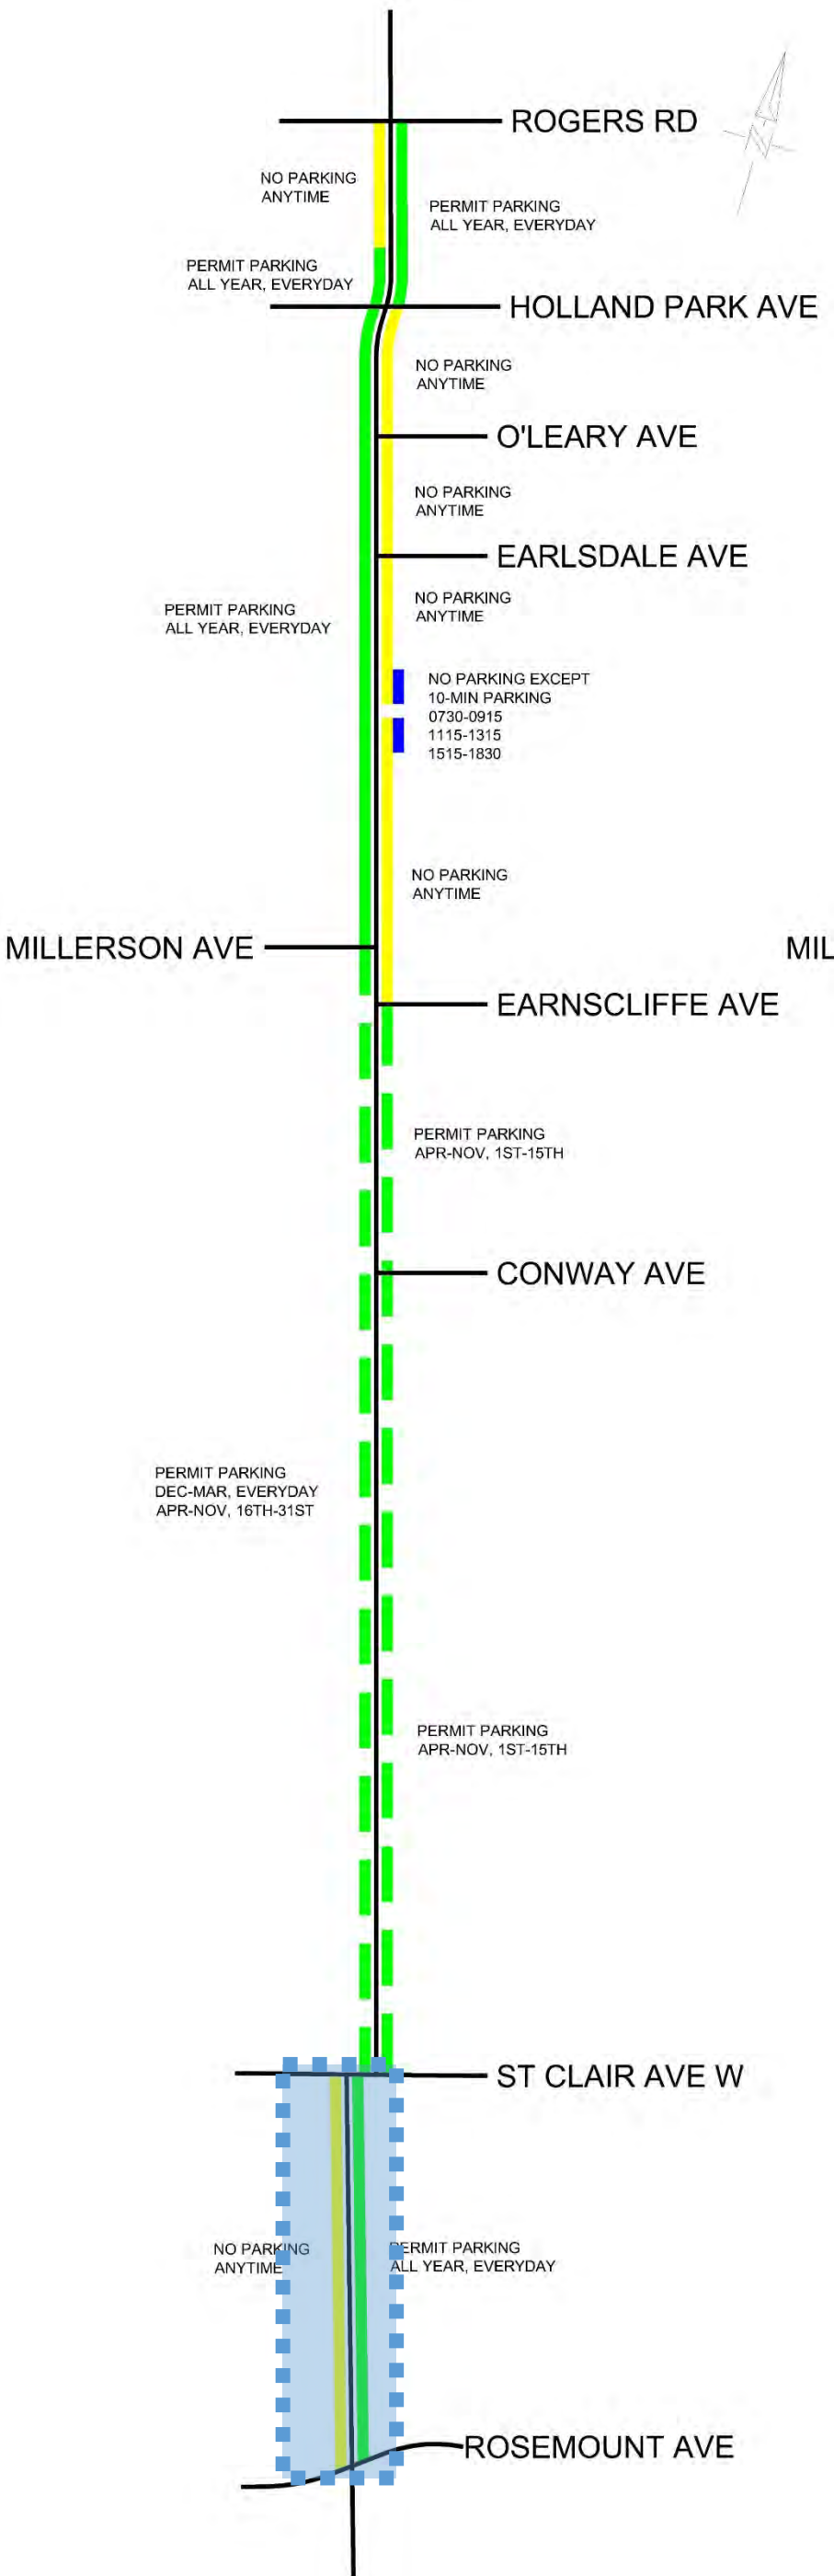 ROGERS RD
NO PARKING
ANYTIME
PERMIT PARKING
ALL YEAR, EVERYDAY
PERMIT PARKING
ALL YEAR, EVERYDAY
HOLLAND PARK AVE
NO PARKING
ANYTIME
O'LEARY AVE
NO PARKING
ANYTIME
EARLSDALE AVE
NO PARKING
ANYTIME
PERMIT PARKING
ALL YEAR, EVERYDAY
NO PARKING EXCEPT
10-MIN PARKING
0730-0915
1115-1315
1515-1830
NO PARKING
ANYTIME
MILLERSON AVE
MIL
EARNSCLIFFE AVE
PERMIT PARKING
APR-NOV, 1ST-15TH
CONWAY AVE
PERMIT PARKING
DEC-MAR, EVERYDAY
APR-NOV, 16TH-31ST
PERMIT PARKING
APR-NOV, 1ST-15TH
ST CLAIR AVE W
NO PARKING
ANYTIME
PERMIT PARKING
ALL YEAR, EVERYDAY
ROSEMOUNT AVE